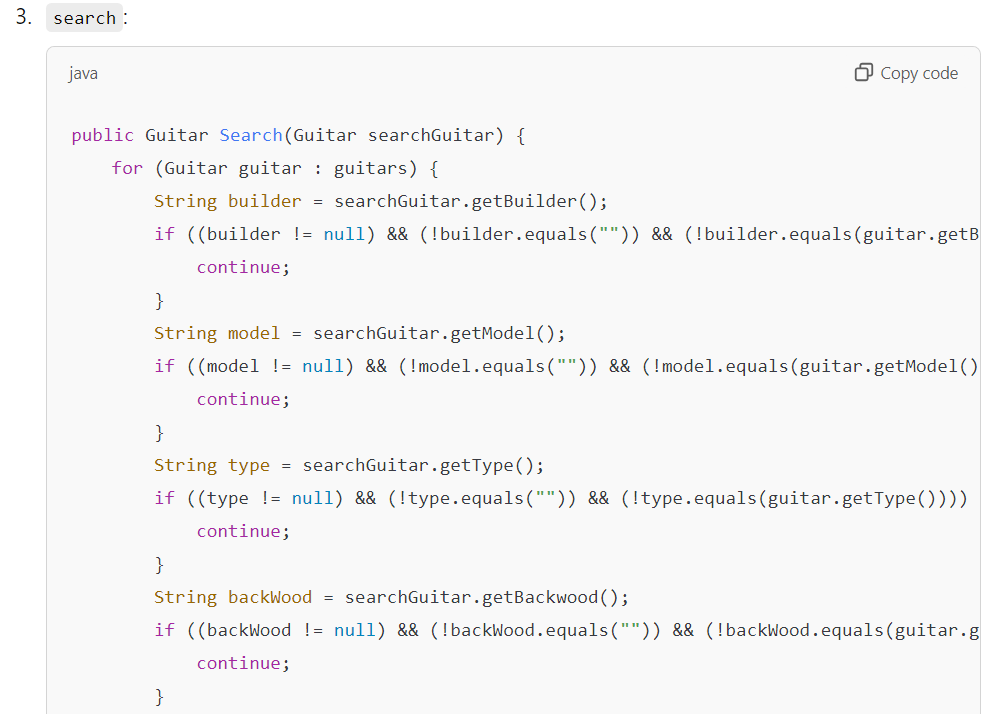 3. search:
java
Copy code
public Guitar Search(Guitar searchGuitar) {
    for (Guitar guitar : guitars) {
        String builder = searchGuitar.getBuilder();
        if ((builder != null) && (!builder.equals("")) && (!builder.equals(guitar.getB
            continue;
        }
        String model = searchGuitar.getModel();
        if ((model != null) && (!model.equals("")) && (!model.equals(guitar.getModel()
            continue;
        }
        String type = searchGuitar.getType();
        if ((type != null) && (!type.equals("")) && (!type.equals(guitar.getType())))
            continue;
        }
        String backWood = searchGuitar.getBackwood();
        if ((backWood != null) && (!backWood.equals("")) && (!backWood.equals(guitar.g
            continue;
        }